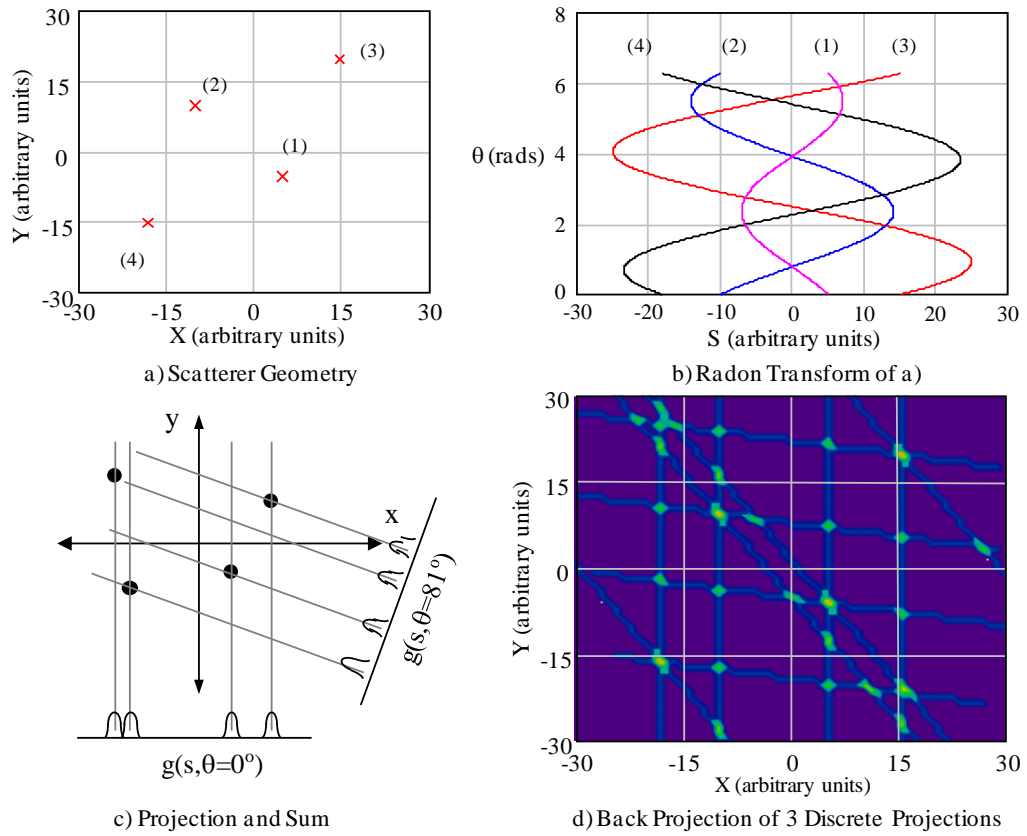 30
15
0
-15
-30
Y (arbitrary units)
(3)
(2)
(1)
(4)
-30
-15
0
15
30
X (arbitrary units)
a) Scatterer Geometry
8
6
4
2
0
θ (rads)
(4)
(2)
(1)
(3)
-30
-20
-10
0
10
20
30
S (arbitrary units)
b) Radon Transform of a)
y
x
g(s,θ=81º)
g(s,θ=0º)
c) Projection and Sum
30
15
0
-15
-30
Y (arbitrary units)
-30
-15
0
15
30
X (arbitrary units)
d) Back Projection of 3 Discrete Projections